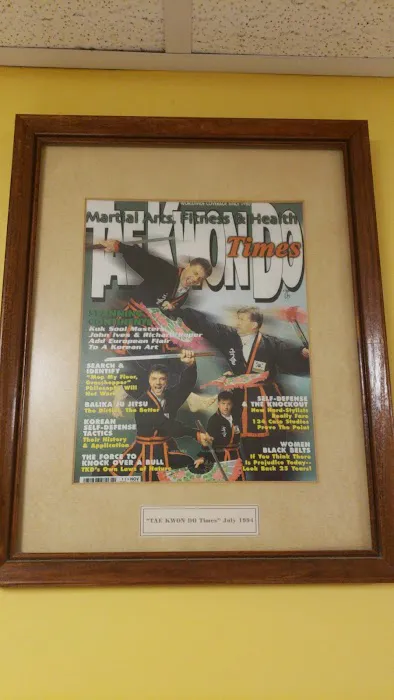 WORLDWIDE COVERAGE SINCE 1980
Martial Arts, Fitness & Health
TAE KWON DO
Times
Kuk Sool Masters
John Ives & Richard
Add European Flair
To A Korean Art
SEARCH &
IDENTIFY
"Mop My Floor,
Grasshopper"
Philosophy Will
Not Work
BALIKA JU JITSU
The Dirtier The Better
KOREAN
SELF-DEFENSE
TACTICS
Their History
& Application
THE FORCE TO
KNOCK OVER A BULL
TKD's Own Laws of Nature
SELF-DEFENSE
& THE KNOCKOUT
How Hard-Stylists
Really Fare
134 Case Studies
Prove The Point
WOMEN
BLACK BELTS
If You Think There
Is Prejudice Today--
Look Back 25 Years!
"TAE KWON DO Times" July 1994